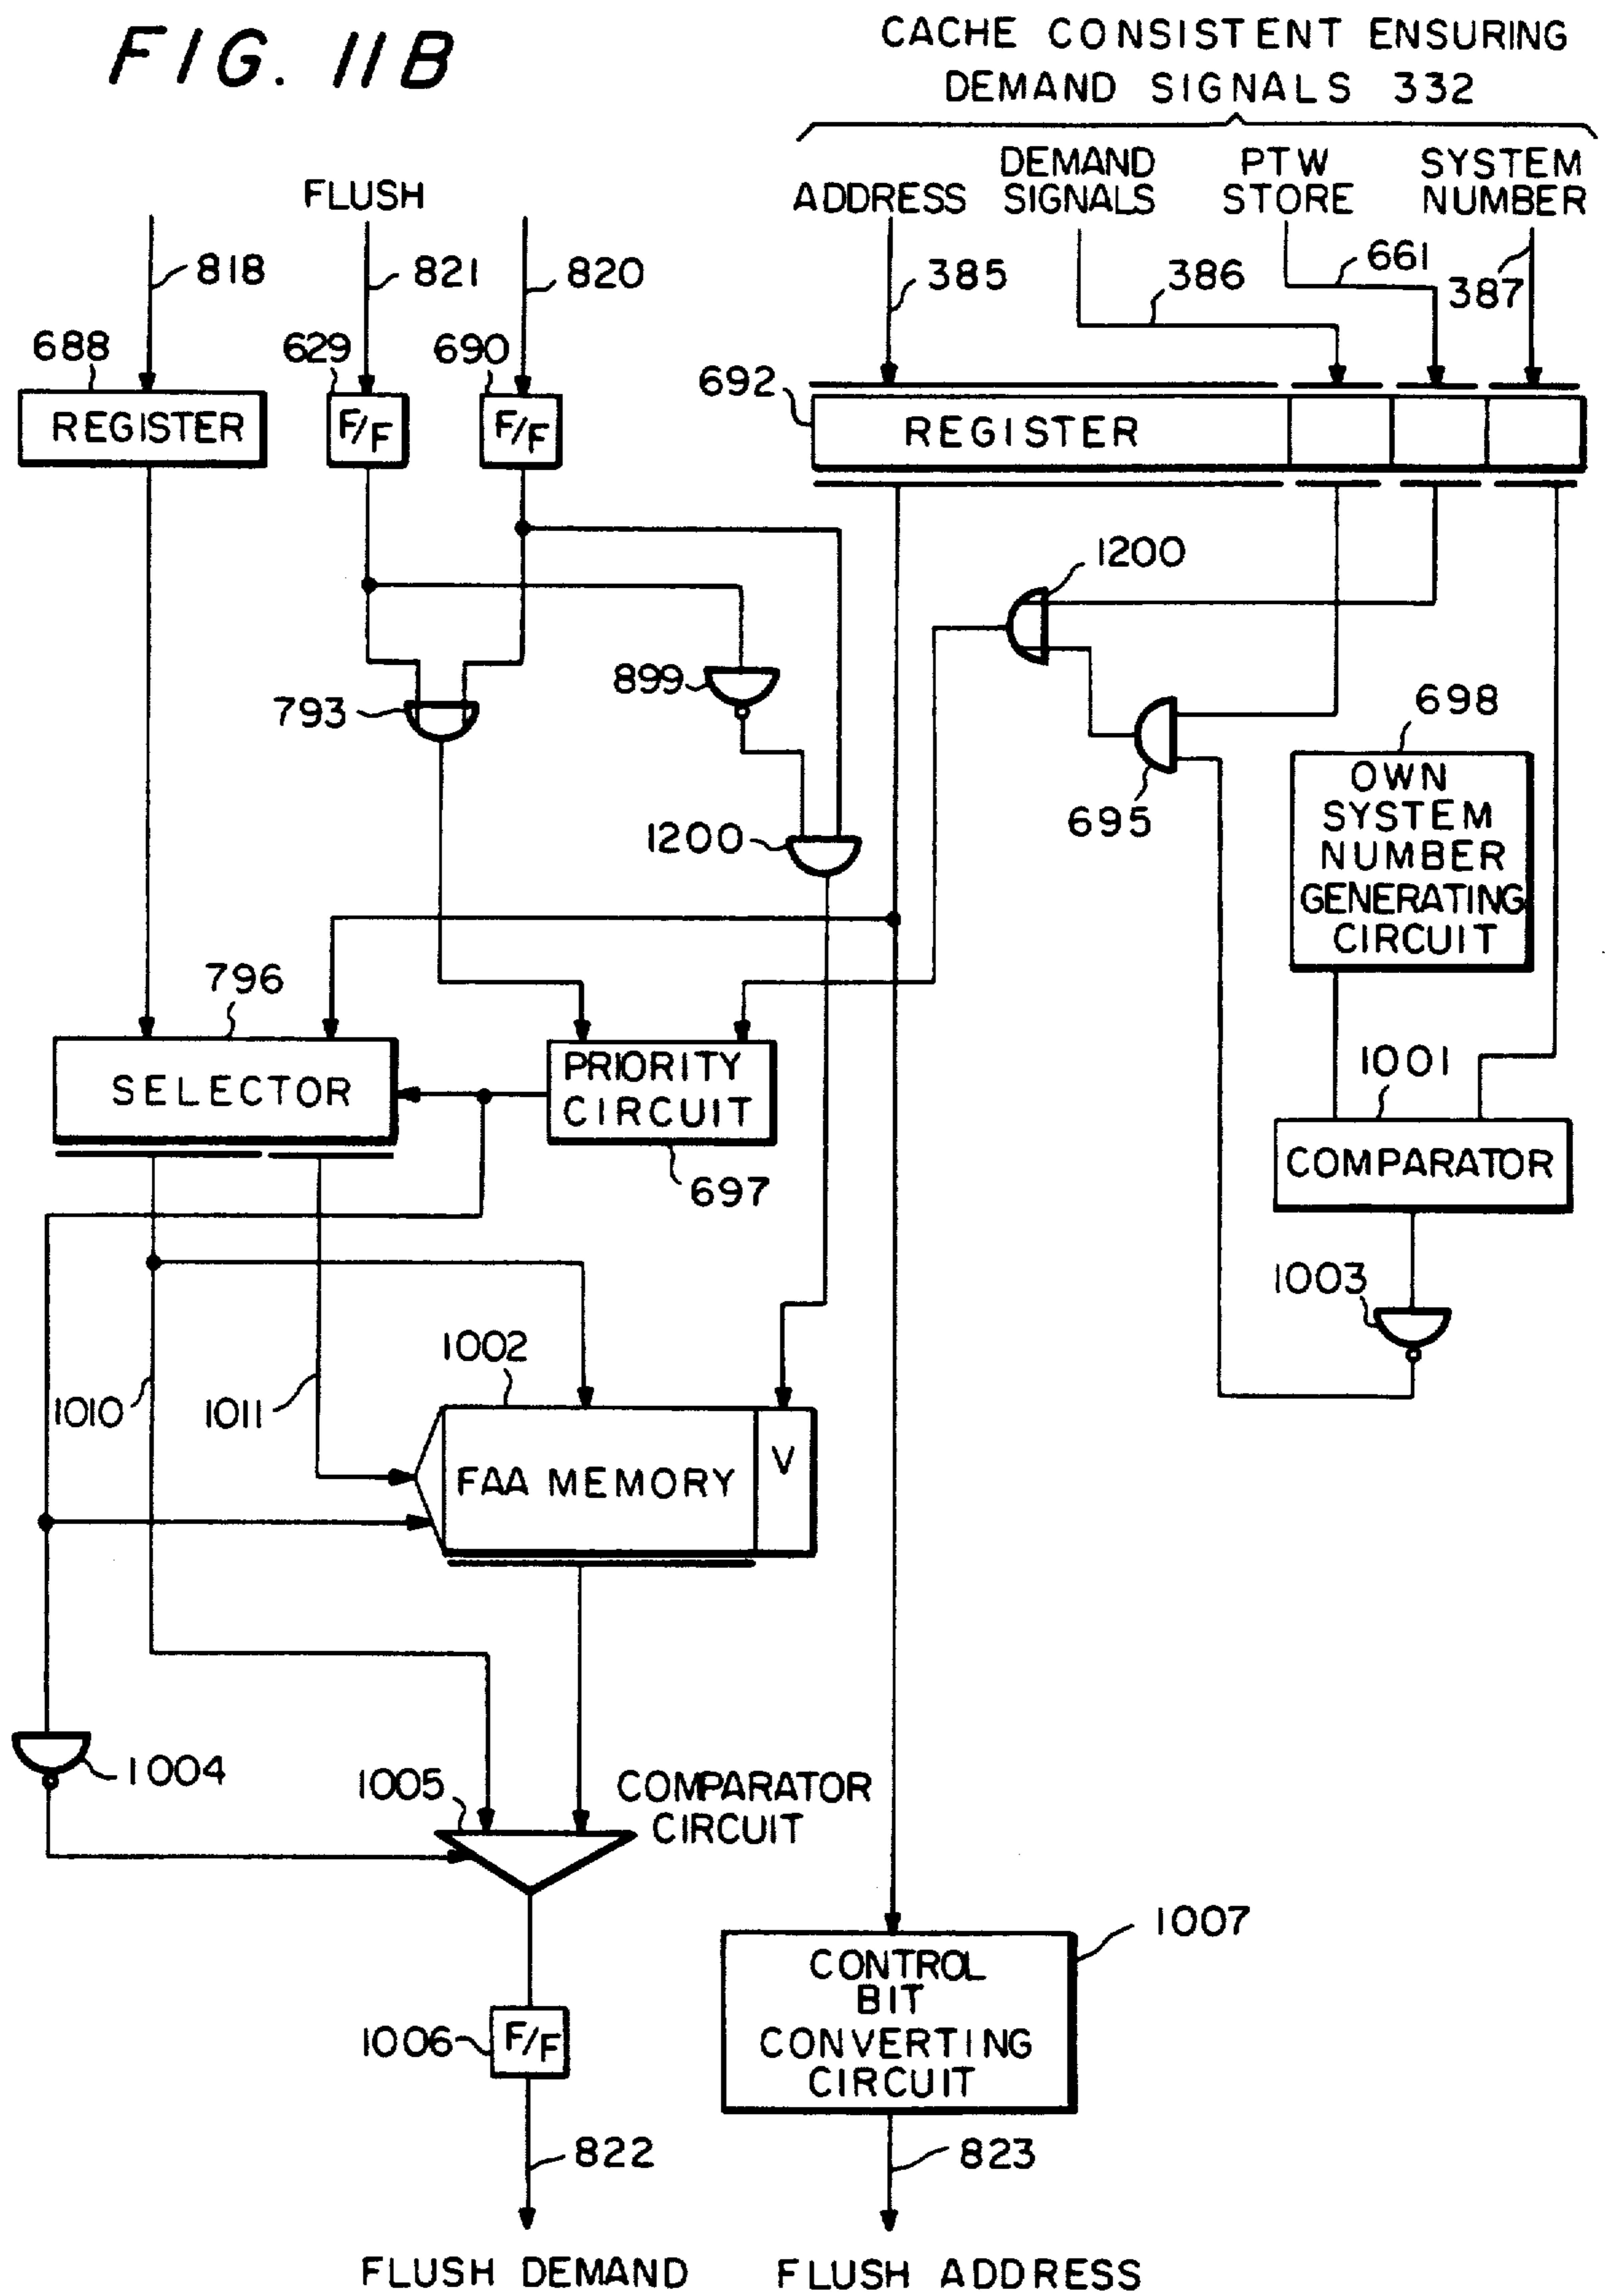 FIG. 11B
CACHE CONSISTENT ENSURING
DEMAND SIGNALS 332
FLUSH
ADDRESS
DEMAND
SIGNALS
PTW
STORE
SYSTEM
NUMBER
818
821
820
385
386
661
387
688
629
690
692
REGISTER
F/F
F/F
REGISTER
1200
899
793
695
698
1200
OWN
SYSTEM
NUMBER
GENERATING
CIRCUIT
796
SELECTOR
PRIORITY
CIRCUIT
697
1001
COMPARATOR
1003
1002
1010
1011
FAA MEMORY
V
1004
1005
COMPARATOR
CIRCUIT
1007
CONTROL
BIT
CONVERTING
CIRCUIT
1006
F/F
822
823
FLUSH DEMAND
FLUSH ADDRESS